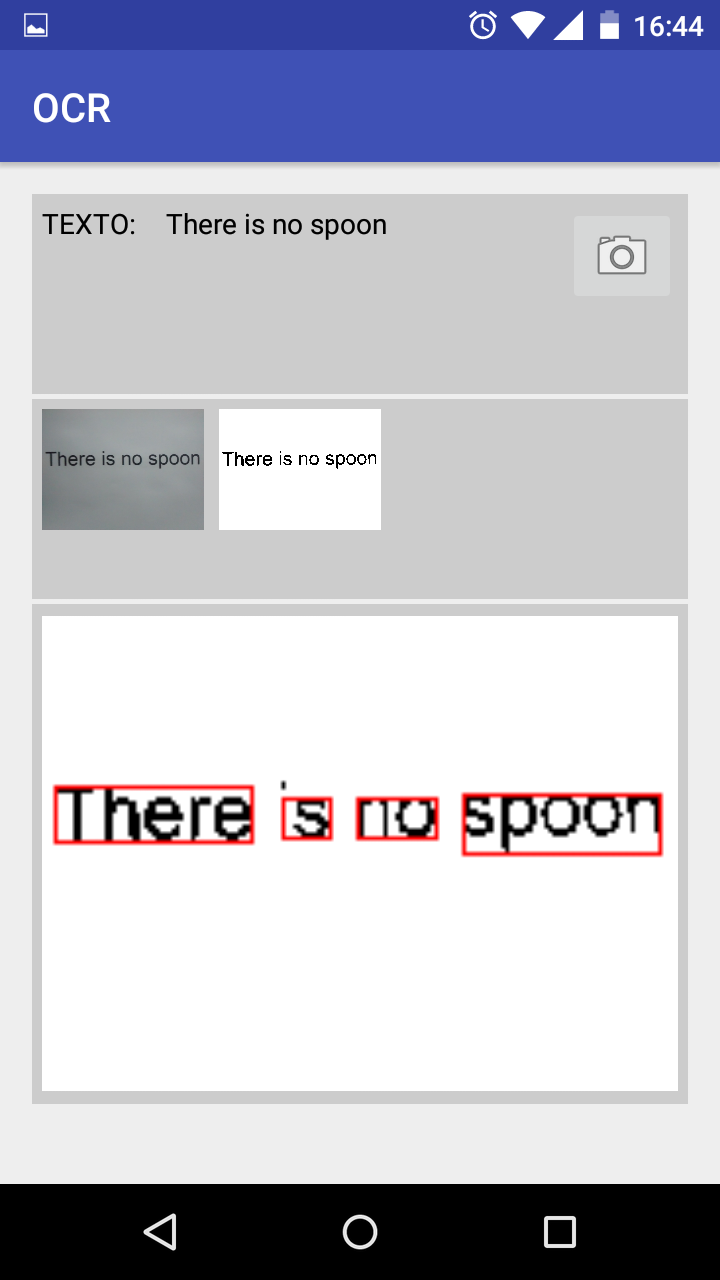 16:44
OCR
TEXTO: There is no spoon
There is no spoon There is no spoon
There is no spoon